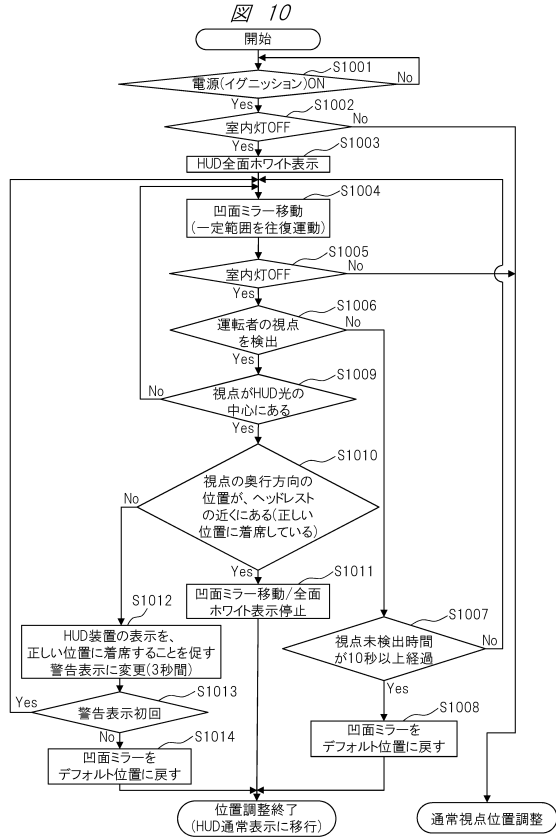 図 10
開始
S1001
電源(イグニッション)ON
No
Yes
S1002
室内灯OFF
No
Yes
S1003
HUD全面ホワイト表示
S1004
凹面ミラー移動
(一定範囲を往復運動)
S1005
室内灯OFF
No
Yes
S1006
運転者の視点
を検出
No
Yes
S1009
視点がHUD光の
中心にある
No
Yes
S1010
視点の奥行方向の
位置が、ヘッドレスト
の近くにある(正しい
位置に着席している)
No
Yes
S1011
凹面ミラー移動/全面
ホワイト表示停止
S1012
HUD装置の表示を、
正しい位置に着席することを促す
警告表示に変更(3秒間)
S1007
視点未検出時間
が10秒以上経過
No
Yes
S1013
警告表示初回
Yes
No
S1008
凹面ミラーを
デフォルト位置に戻す
S1014
凹面ミラーを
デフォルト位置に戻す
位置調整終了
(HUD通常表示に移行)
通常視点位置調整